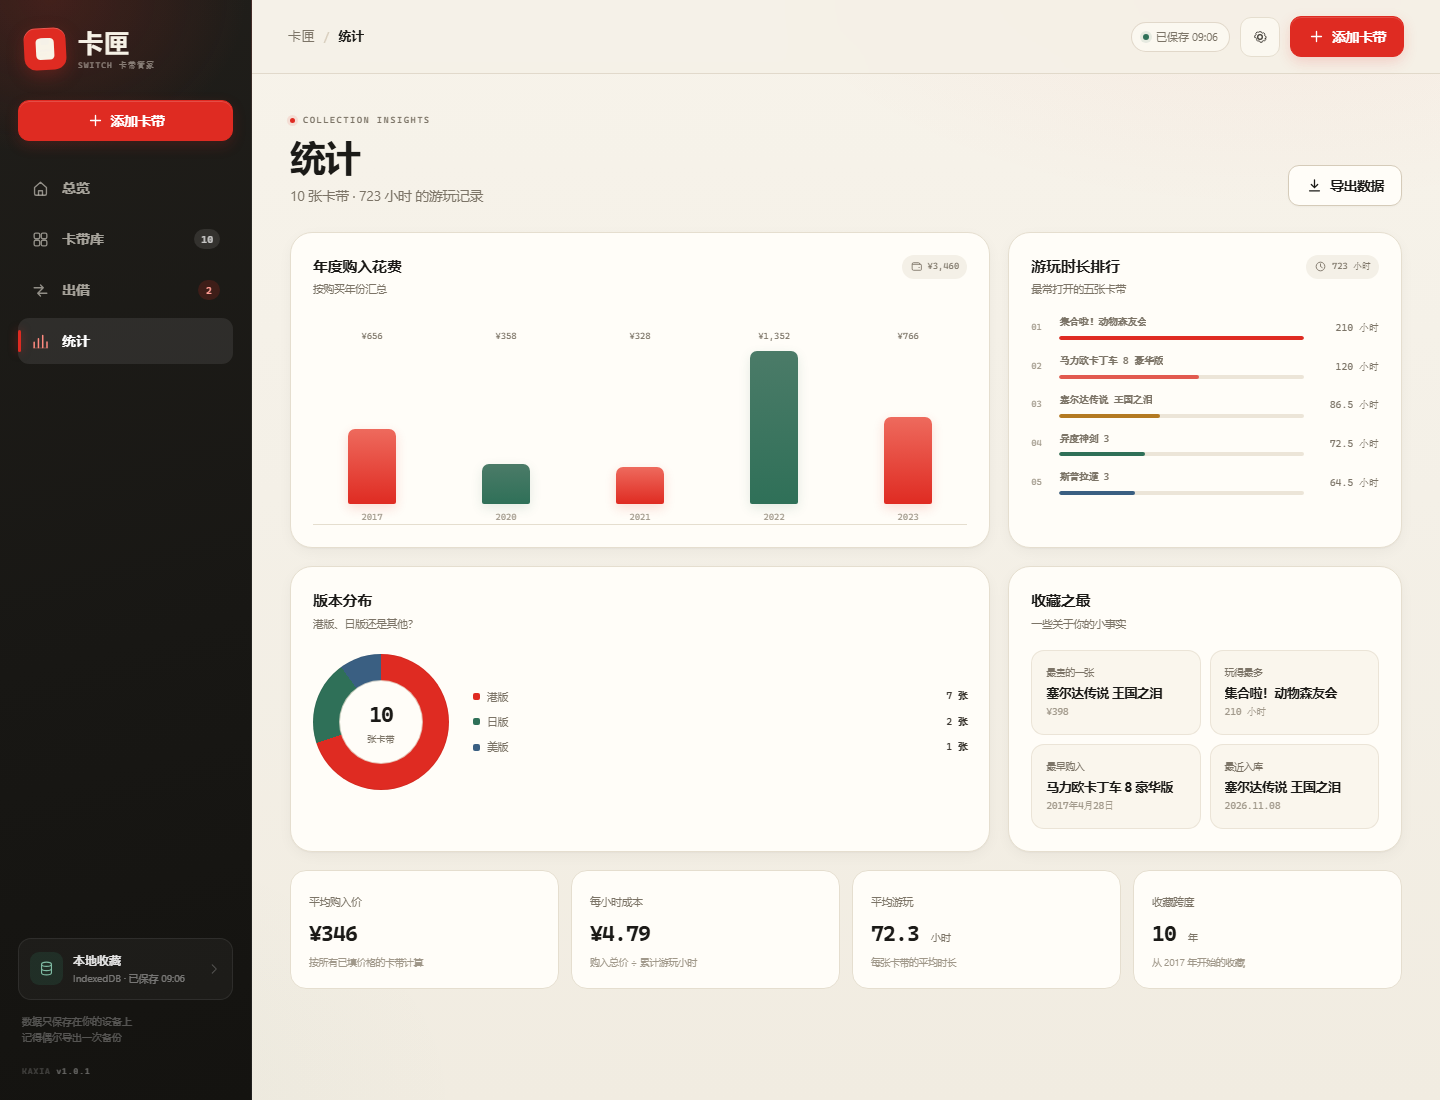 卡匣
SWITCH 卡带管家
添加卡带
总览
卡带库 10
出借 2
统计
本地收藏
IndexedDB · 已保存 09:06
数据只保存在你的设备上
记得偶尔导出一次备份
KAXIA v1.0.1
卡匣 / 统计
已保存 09:06
添加卡带
COLLECTION INSIGHTS
统计
10 张卡带 · 723 小时 的游玩记录
导出数据
年度购入花费
¥3,460
按购买年份汇总
¥656 ¥358 ¥328 ¥1,352 ¥766
2017 2020 2021 2022 2023
游玩时长排行
723 小时
最常打开的五张卡带
01 集合啦！动物森友会 210 小时
02 马力欧卡丁车 8 豪华版 120 小时
03 塞尔达传说 王国之泪 86.5 小时
04 异度神剑 3 72.5 小时
05 斯普拉遁 3 64.5 小时
版本分布
港版、日版还是其他？
10
张卡带
港版 7 张
日版 2 张
美版 1 张
收藏之最
一些关于你的小事实
最贵的一张
塞尔达传说 王国之泪
¥398
玩得最多
集合啦！动物森友会
210 小时
最早购入
马力欧卡丁车 8 豪华版
2017年4月28日
最近入库
塞尔达传说 王国之泪
2026.11.08
平均购入价
¥346
按所有已填价格的卡带计算
每小时成本
¥4.79
购入总价 ÷ 累计游玩小时
平均游玩
72.3 小时
每张卡带的平均时长
收藏跨度
10 年
从 2017 年开始的收藏